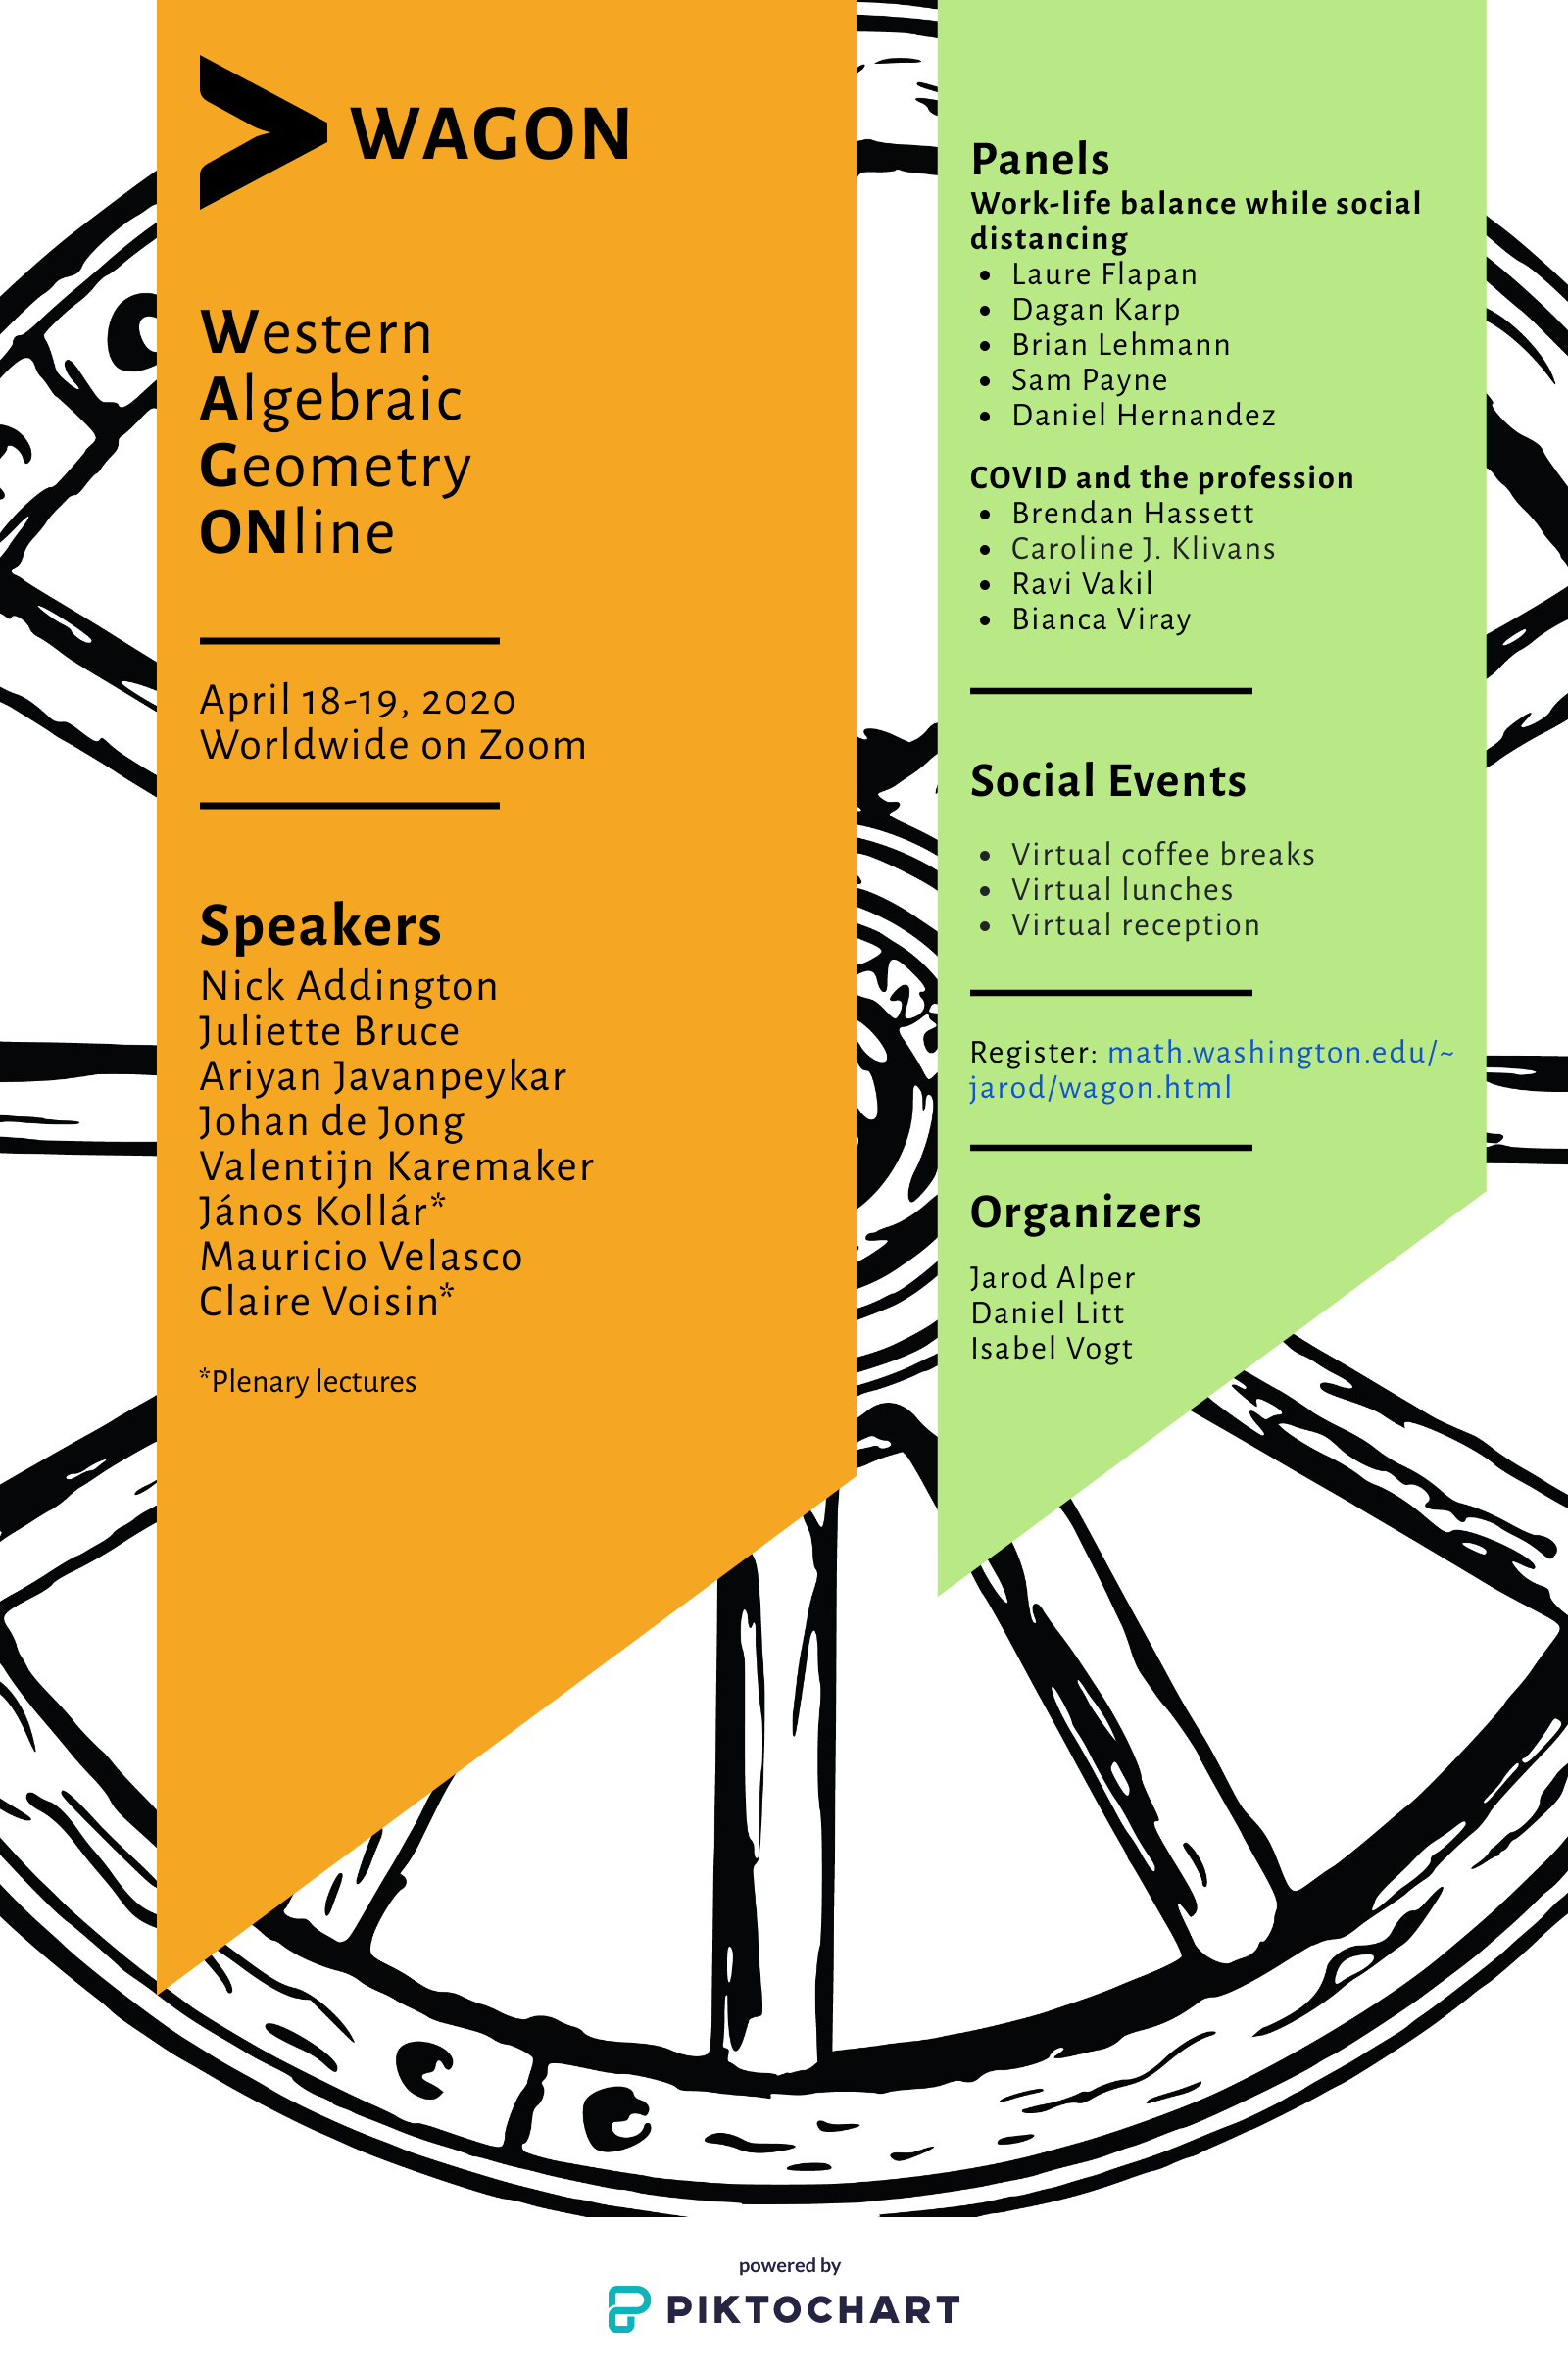 WAGON
Western
Algebraic
Geometry
ONline
April 18-19, 2020
Worldwide on Zoom
Speakers
Nick Addington
Juliette Bruce
Ariyan Javanpeykar
Johan de Jong
Valentijn Karemaker
János Kollár*
Mauricio Velasco
Claire Voisin*
*Plenary lectures
Panels
Work-life balance while social
distancing
• Laure Flapan
• Dagan Karp
• Brian Lehmann
• Sam Payne
• Daniel Hernandez
COVID and the profession
• Brendan Hassett
• Caroline J. Klivans
• Ravi Vakil
• Bianca Viray
Social Events
• Virtual coffee breaks
• Virtual lunches
• Virtual reception
Register: math.washington.edu/~
jarod/wagon.html
Organizers
Jarod Alper
Daniel Litt
Isabel Vogt
powered by
PIKTOCHART